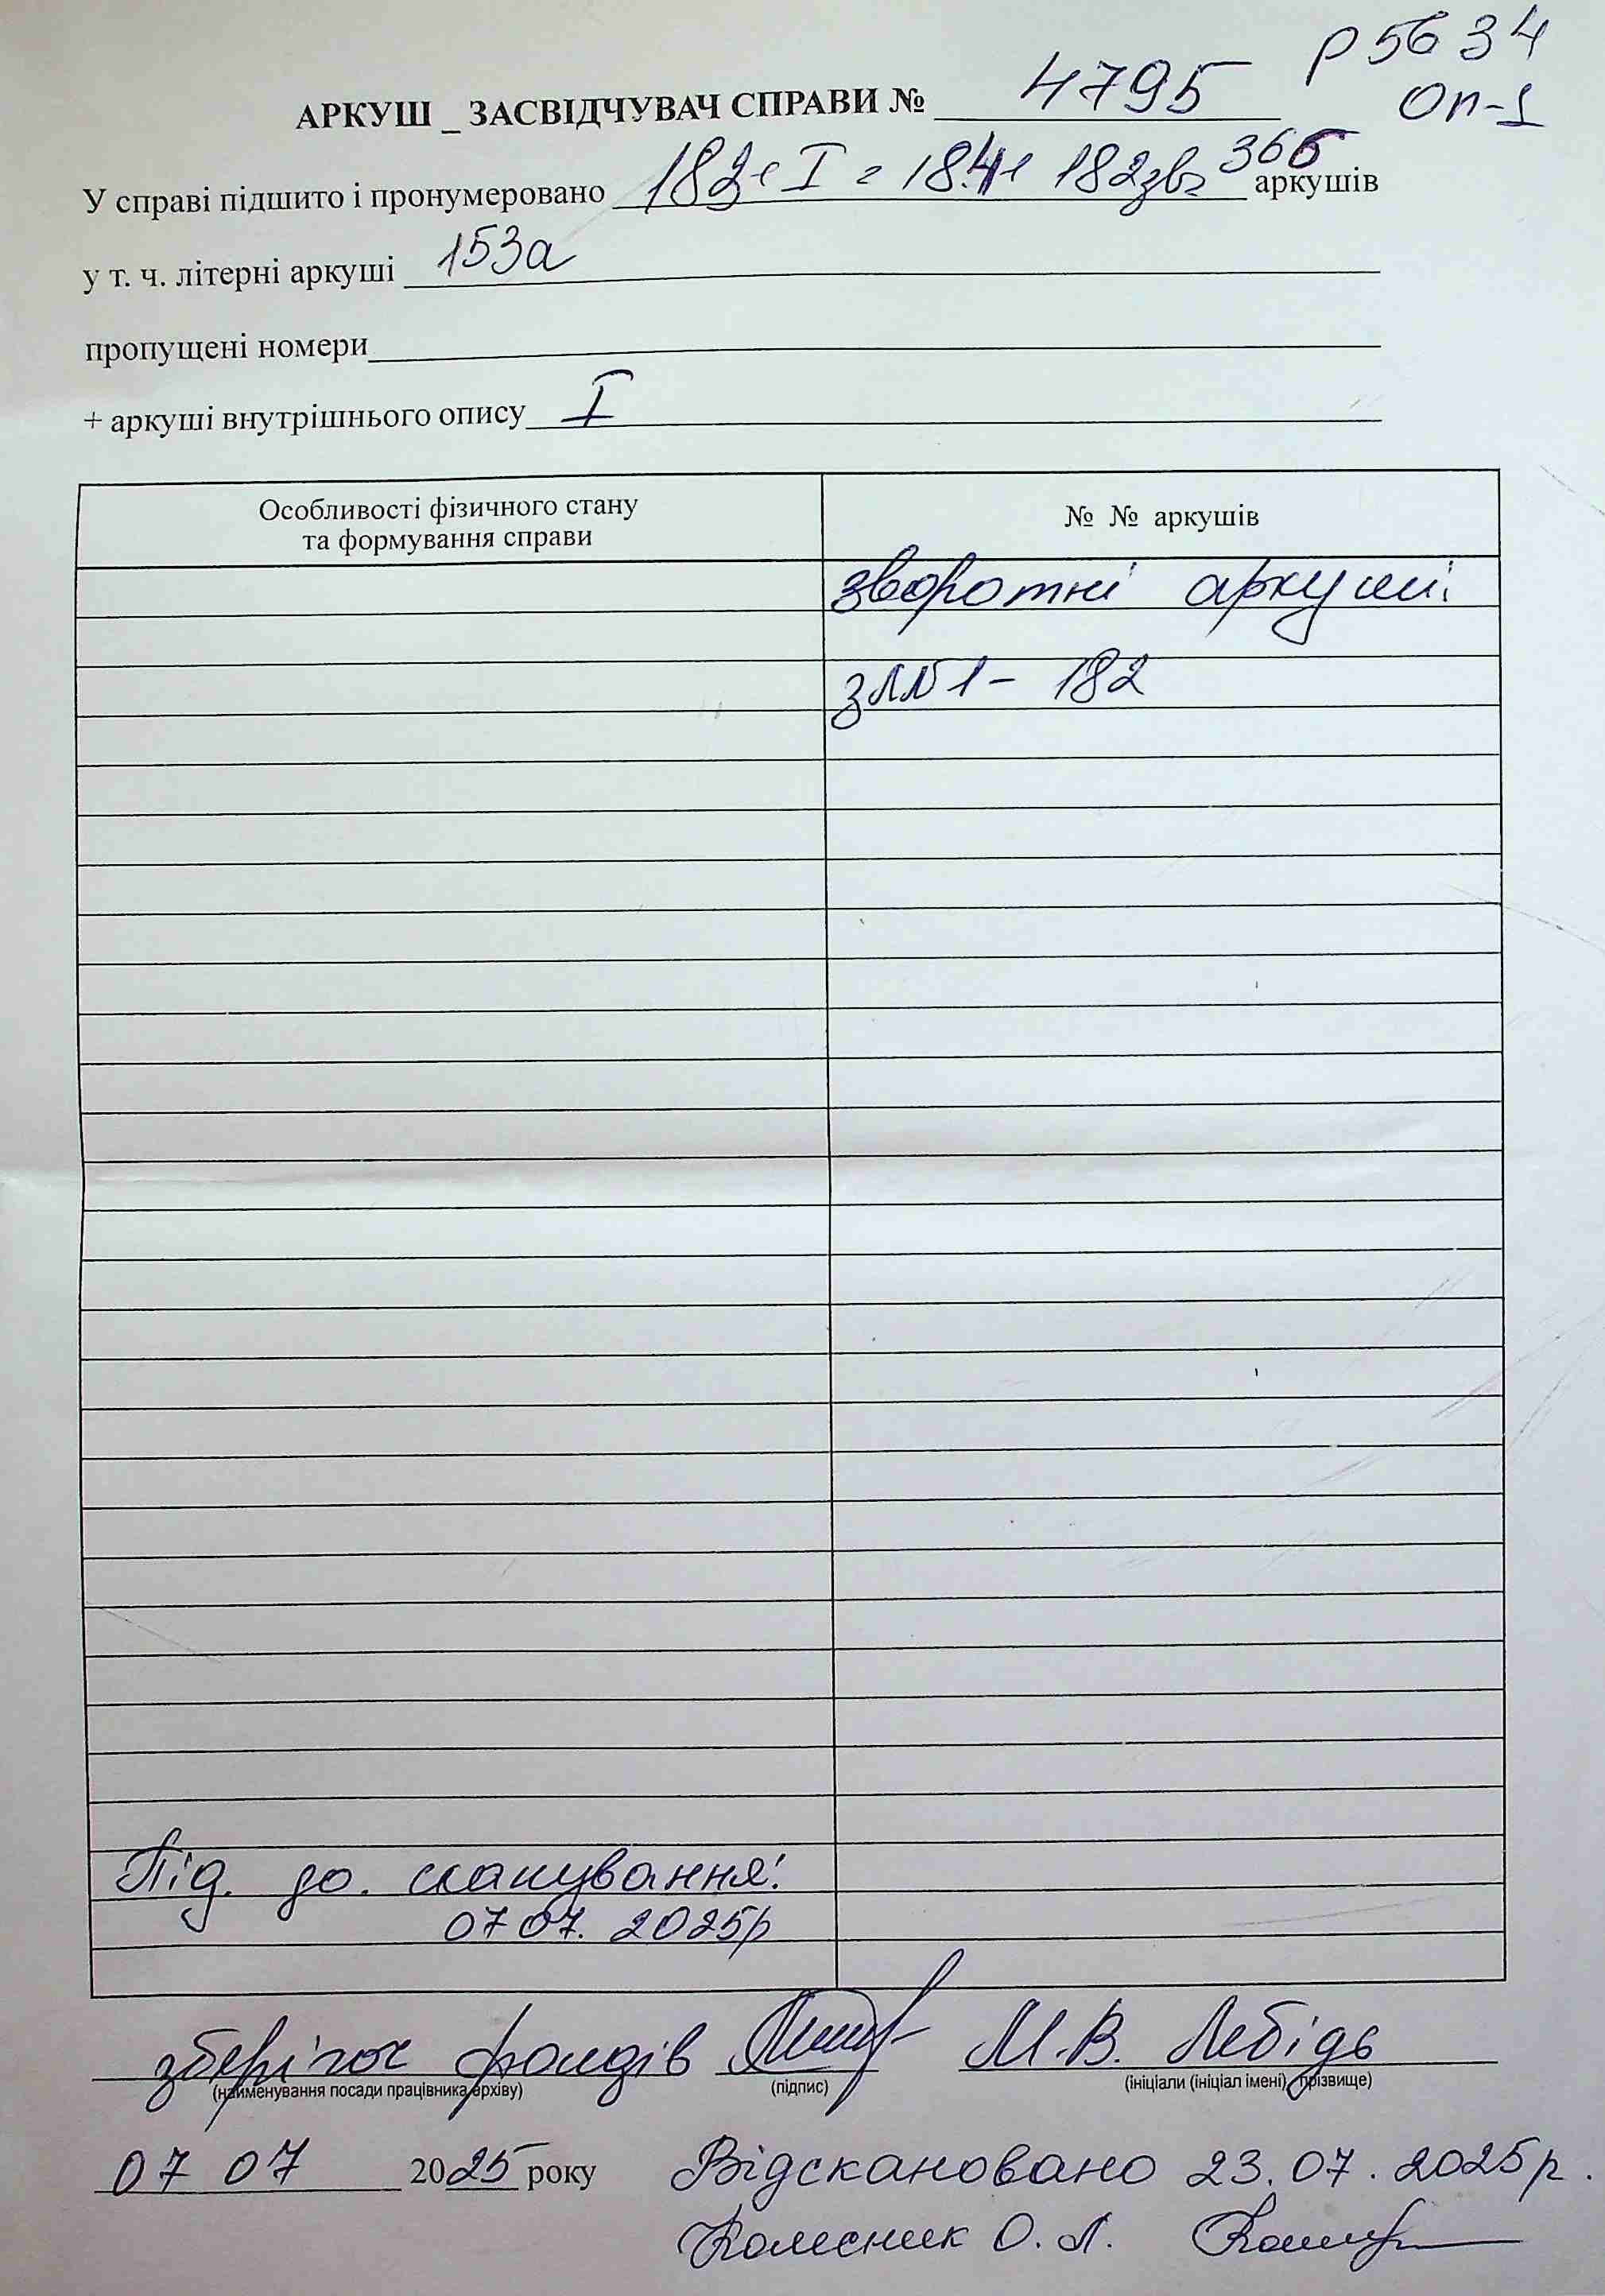 Р5634
Оп-1
АРКУШ _ ЗАСВІДЧУВАЧ СПРАВИ № 4795
У справі підшито і пронумеровано 182+I = 184+ 182зв= 366 аркушів
у т. ч. літерні аркуші 153а
пропущені номери
+ аркуші внутрішнього опису I
Особливості фізичного стану
та формування справи
№ № аркушів
зворотні аркуші:
з 1 - 182
Під. до. сканування:
07 07. 2025р
зберігач фондів М.В. Лебідь
(найменування посади працівника архіву) (підпис) (ініціали (ініціал імені), прізвище)
07 07 2025 року
Відскановано 23.07.2025р.
Колесник О. Л.